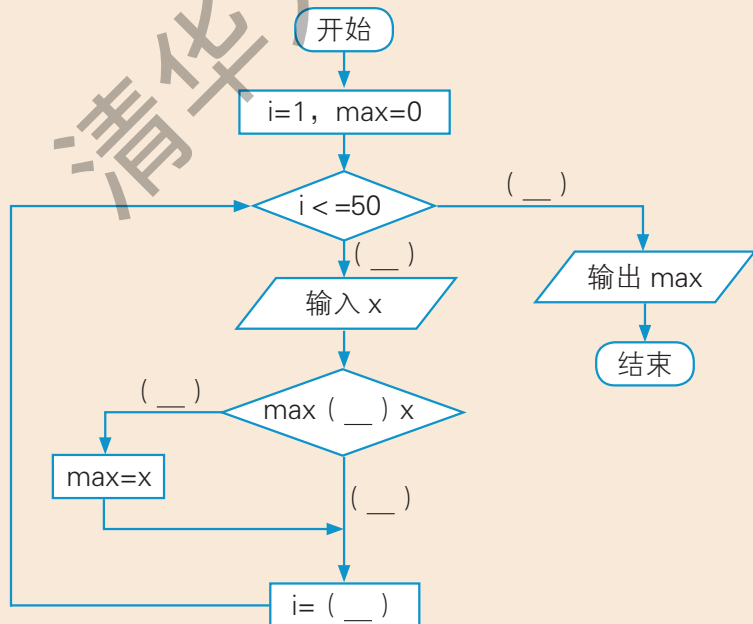 清华
开始
i=1，max=0
i < =50
(__)
(__)
输入 x
输出 max
结束
(__)
max (__) x
max=x
(__)
i= (__)